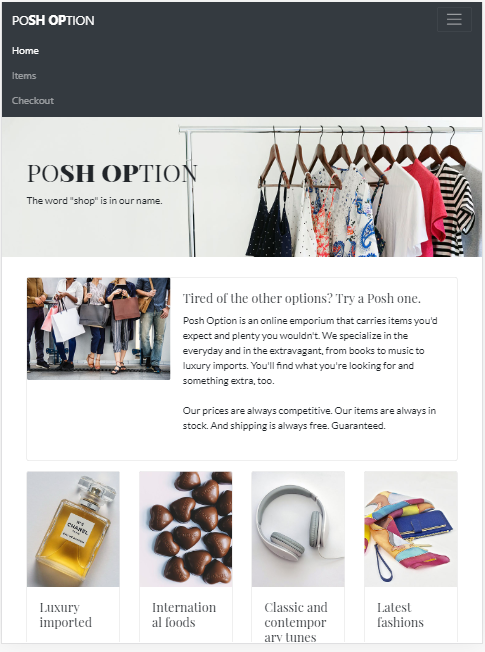 POSH OPTION
Home
Items
Checkout
POSH OPTION
The word "shop" is in our name.
Tired of the other options? Try a Posh one.
Posh Option is an online emporium that carries items you'd
expect and plenty you wouldn't. We specialize in the
everyday and in the extravagant, from books to music to
luxury imports. You'll find what you're looking for and
something extra, too.
Our prices are always competitive. Our items are always in
stock. And shipping is always free. Guaranteed.
N°5
CHANEL
Luxury
imported
Internation
al foods
Classic and
contempor
ary tunes
Latest
fashions